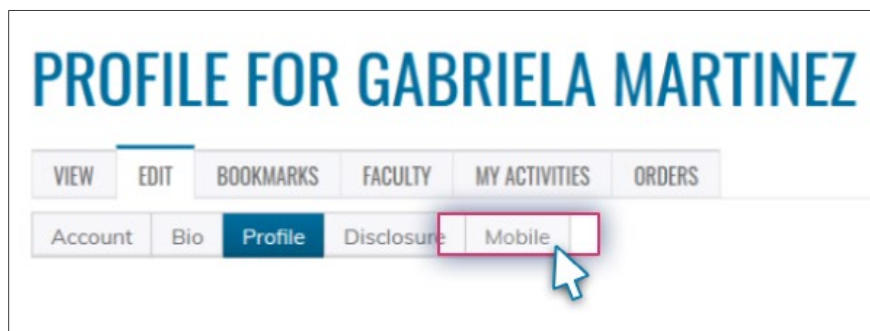 PROFILE FOR GABRIELA MARTINEZ
VIEW EDIT BOOKMARKS FACULTY MY ACTIVITIES ORDERS
Account Bio Profile Disclosure Mobile